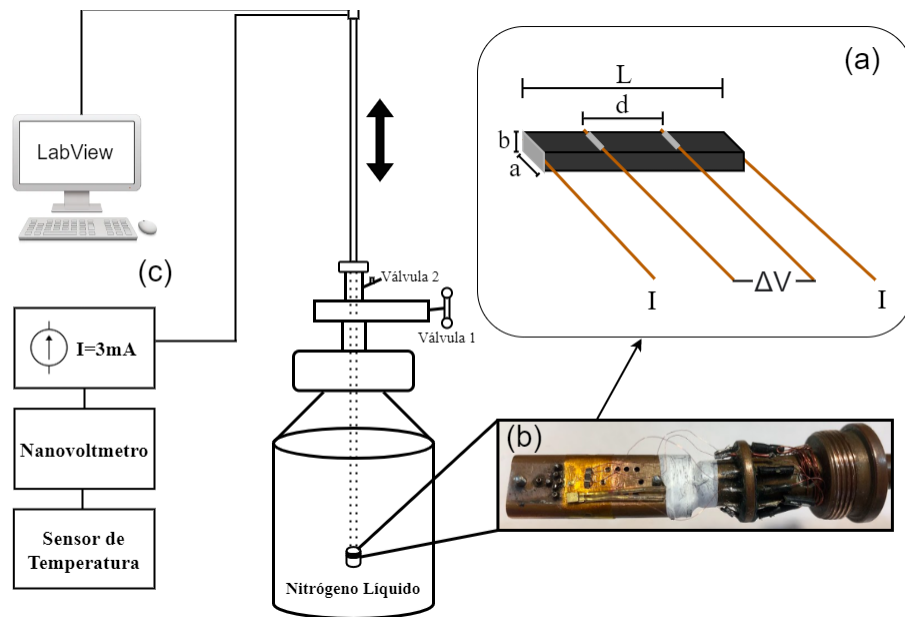 LabView
(c)
I=3mA
Nanovoltmetro
Sensor de
Temperatura
Válvula 2
Válvula 1
Nitrógeno Líquido
(a)
L
d
b
a
ΔV
I
I
(b)